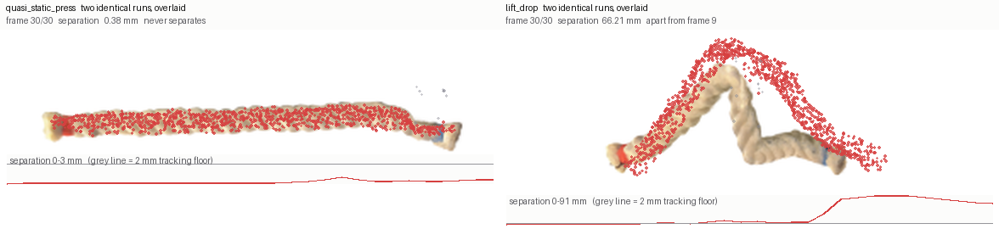 quasi_static_press  two identical runs, overlaid
frame 30/30  separation  0.38 mm  never separates
separation 0-3 mm  (grey line = 2 mm tracking floor)
lift_drop  two identical runs, overlaid
frame 30/30  separation  66.21 mm  apart from frame 9
separation 0-91 mm  (grey line = 2 mm tracking floor)